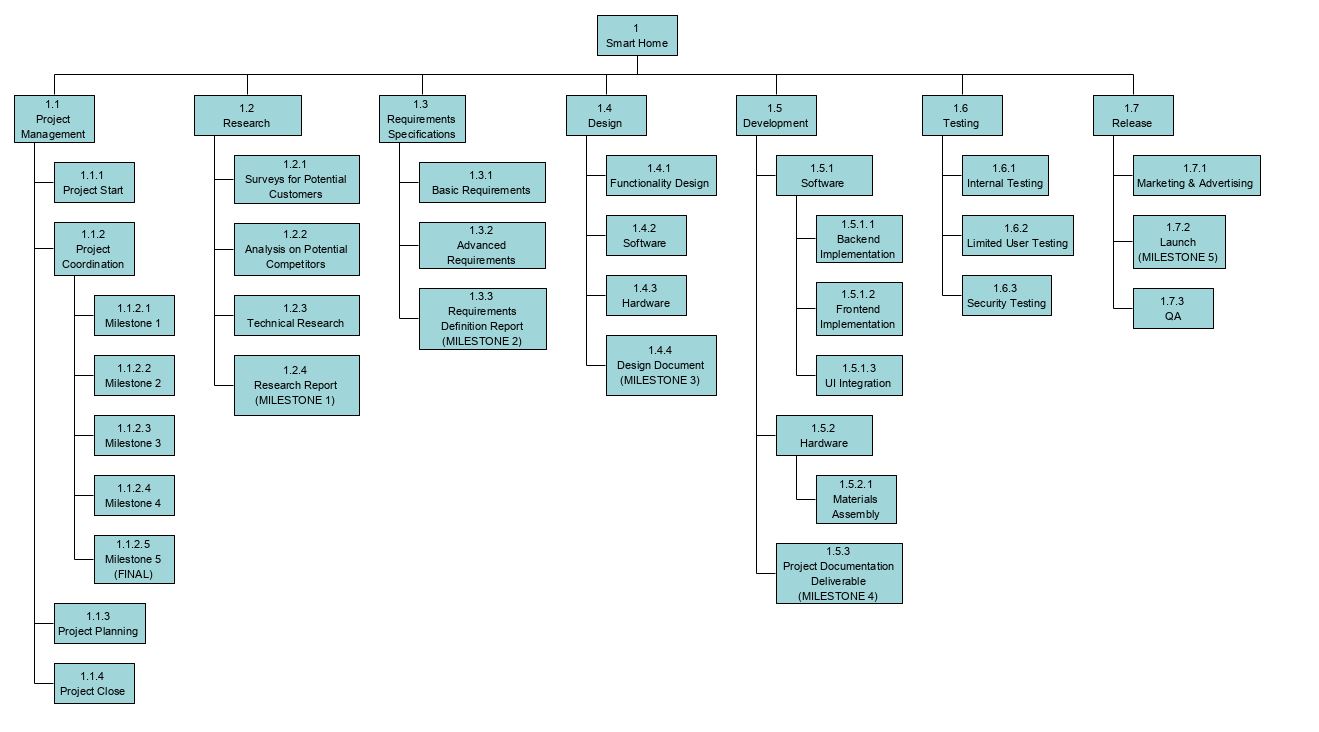 1
Smart Home
1.1
Project
Management
1.1.1
Project Start
1.1.2
Project
Coordination
1.1.2.1
Milestone 1
1.1.2.2
Milestone 2
1.1.2.3
Milestone 3
1.1.2.4
Milestone 4
1.1.2.5
Milestone 5
(FINAL)
1.1.3
Project Planning
1.1.4
Project Close
1.2
Research
1.2.1
Surveys for Potential
Customers
1.2.2
Analysis on Potential
Competitors
1.2.3
Technical Research
1.2.4
Research Report
(MILESTONE 1)
1.3
Requirements
Specifications
1.3.1
Basic Requirements
1.3.2
Advanced
Requirements
1.3.3
Requirements
Definition Report
(MILESTONE 2)
1.4
Design
1.4.1
Functionality Design
1.4.2
Software
1.4.3
Hardware
1.4.4
Design Document
(MILESTONE 3)
1.5
Development
1.5.1
Software
1.5.1.1
Backend
Implementation
1.5.1.2
Frontend
Implementation
1.5.1.3
UI Integration
1.5.2
Hardware
1.5.2.1
Materials
Assembly
1.5.3
Project Documentation
Deliverable
(MILESTONE 4)
1.6
Testing
1.6.1
Internal Testing
1.6.2
Limited User Testing
1.6.3
Security Testing
1.7
Release
1.7.1
Marketing & Advertising
1.7.2
Launch
(MILESTONE 5)
1.7.3
QA